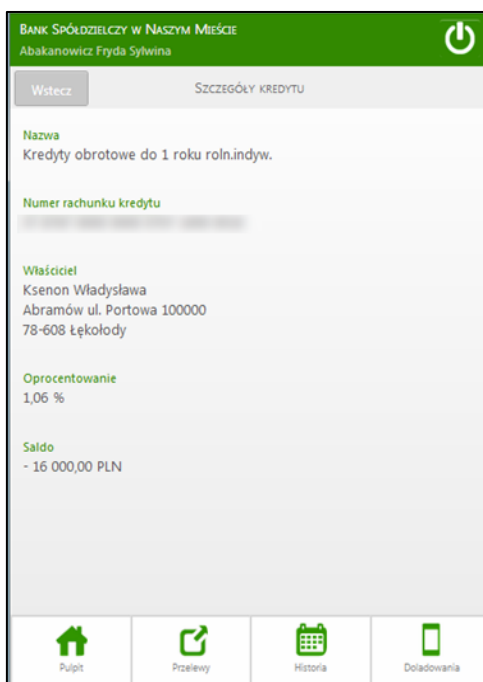 Bank Spółdzielczy w Naszym Mieście
Abakanowicz Fryda Sylwina
Wstecz
Szczegóły kredytu
Nazwa
Kredyty obrotowe do 1 roku roln.indyw.
Numer rachunku kredytu
Właściciel
Ksenon Władysława
Abramów ul. Portowa 100000
78-608 Łękołody
Oprocentowanie
1,06 %
Saldo
- 16 000,00 PLN
Pulpit
Przelewy
Historia
Doładowania